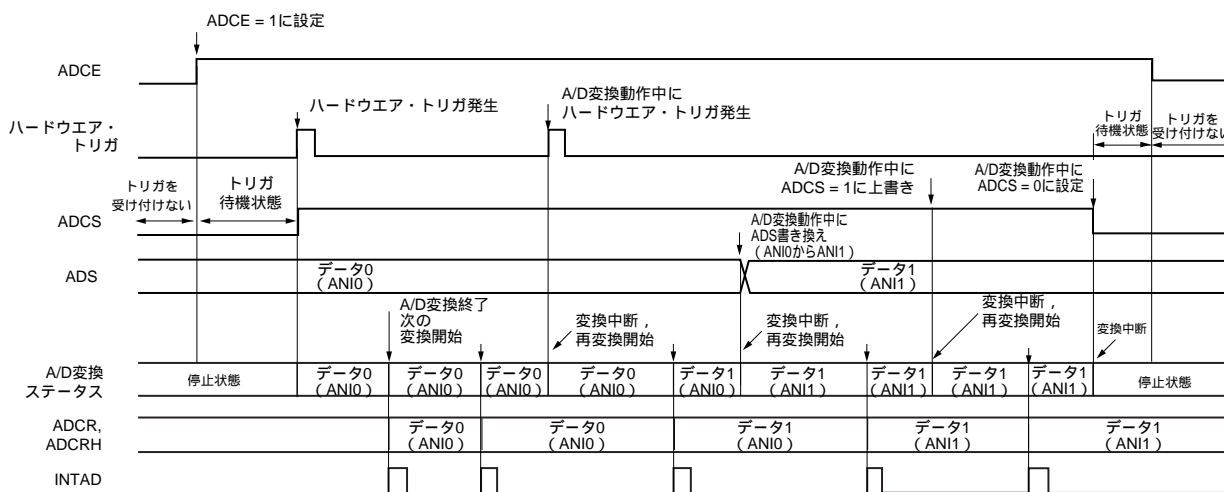 ADCE = 1に設定
ADCE
ハードウエア・トリガ発生
A/D変換動作中に
ハードウエア・トリガ発生
ハードウエア・
トリガ
トリガ
待機状態
トリガを
受け付けない
A/D変換動作中に
ADCS = 1に上書き
A/D変換動作中に
ADCS = 0に設定
トリガを
受け付けない
トリガ
待機状態
ADCS
A/D変換動作中に
ADS書き換え
（ANI0からANI1）
ADS
データ0
（ANI0）
データ1
（ANI1）
A/D変換終了
次の
変換開始
変換中断，
再変換開始
変換中断，
再変換開始
変換中断，
再変換開始
変換中断
A/D変換
ステータス
停止状態
データ0
（ANI0）
データ0
（ANI0）
データ0
（ANI0）
データ0
（ANI0）
データ1
（ANI0）
データ1
（ANI1）
データ1
（ANI1）
データ1
（ANI1）
データ1
（ANI1）
停止状態
ADCR,
ADCRH
データ0
（ANI0）
データ0
（ANI0）
データ1
（ANI0）
データ1
（ANI1）
データ1
（ANI1）
INTAD